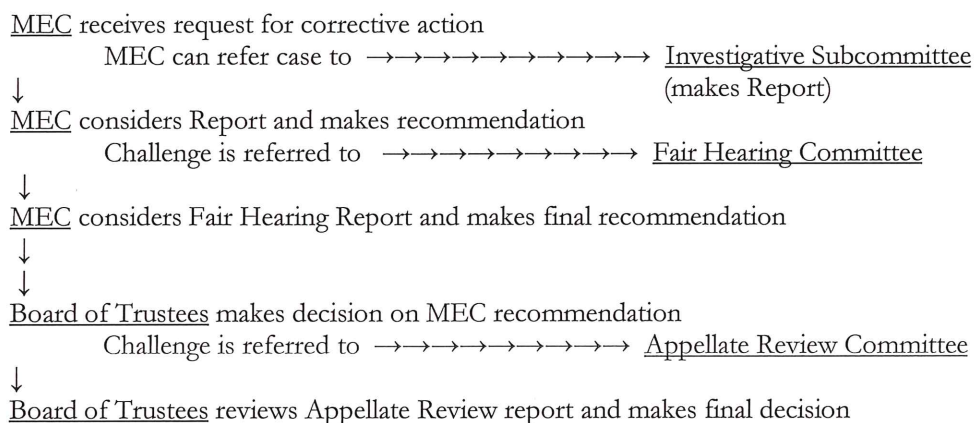 MEC receives request for corrective action
MEC can refer case to →→→→→→→→→→ Investigative Subcommittee
↓ (makes Report)
MEC considers Report and makes recommendation
Challenge is referred to →→→→→→→→→ Fair Hearing Committee
↓
MEC considers Fair Hearing Report and makes final recommendation
↓
↓
Board of Trustees makes decision on MEC recommendation
Challenge is referred to →→→→→→→→→ Appellate Review Committee
↓
Board of Trustees reviews Appellate Review report and makes final decision